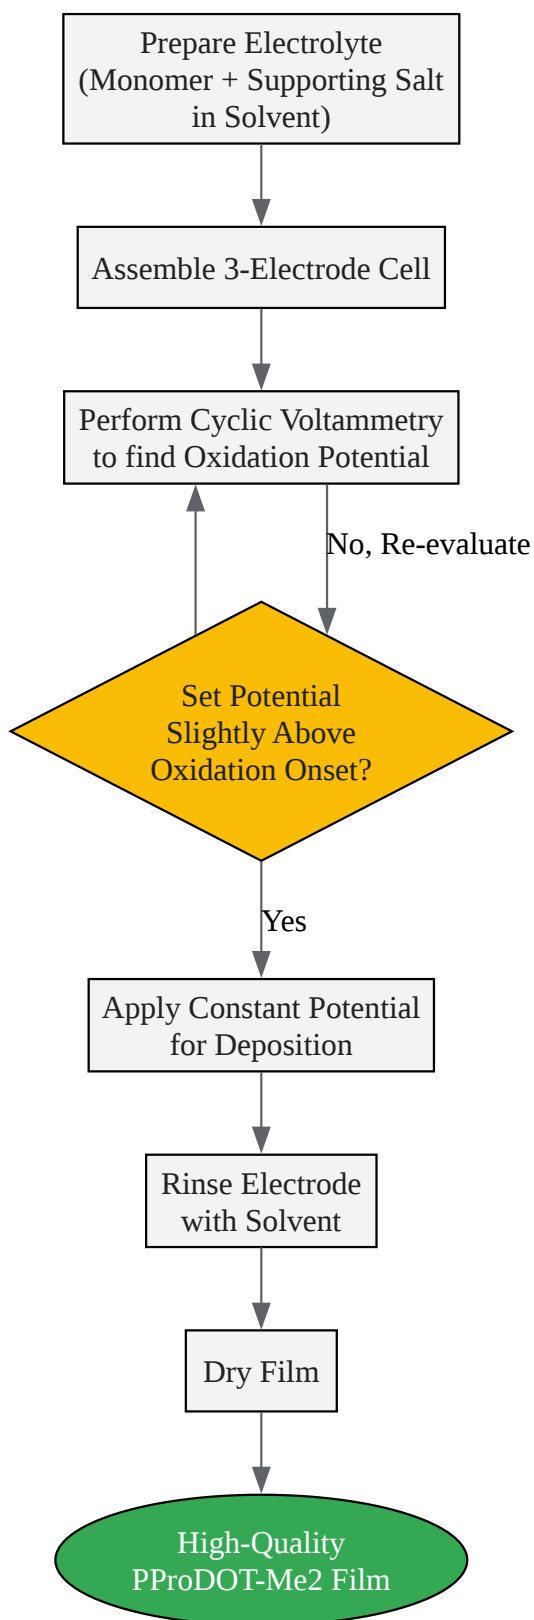 Prepare Electrolyte
(Monomer + Supporting Salt
in Solvent)
Assemble 3-Electrode Cell
Perform Cyclic Voltammetry
to find Oxidation Potential
No, Re-evaluate
Set Potential
Slightly Above
Oxidation Onset?
Yes
Apply Constant Potential
for Deposition
Rinse Electrode
with Solvent
Dry Film
High-Quality
PProDOT-Me2 Film